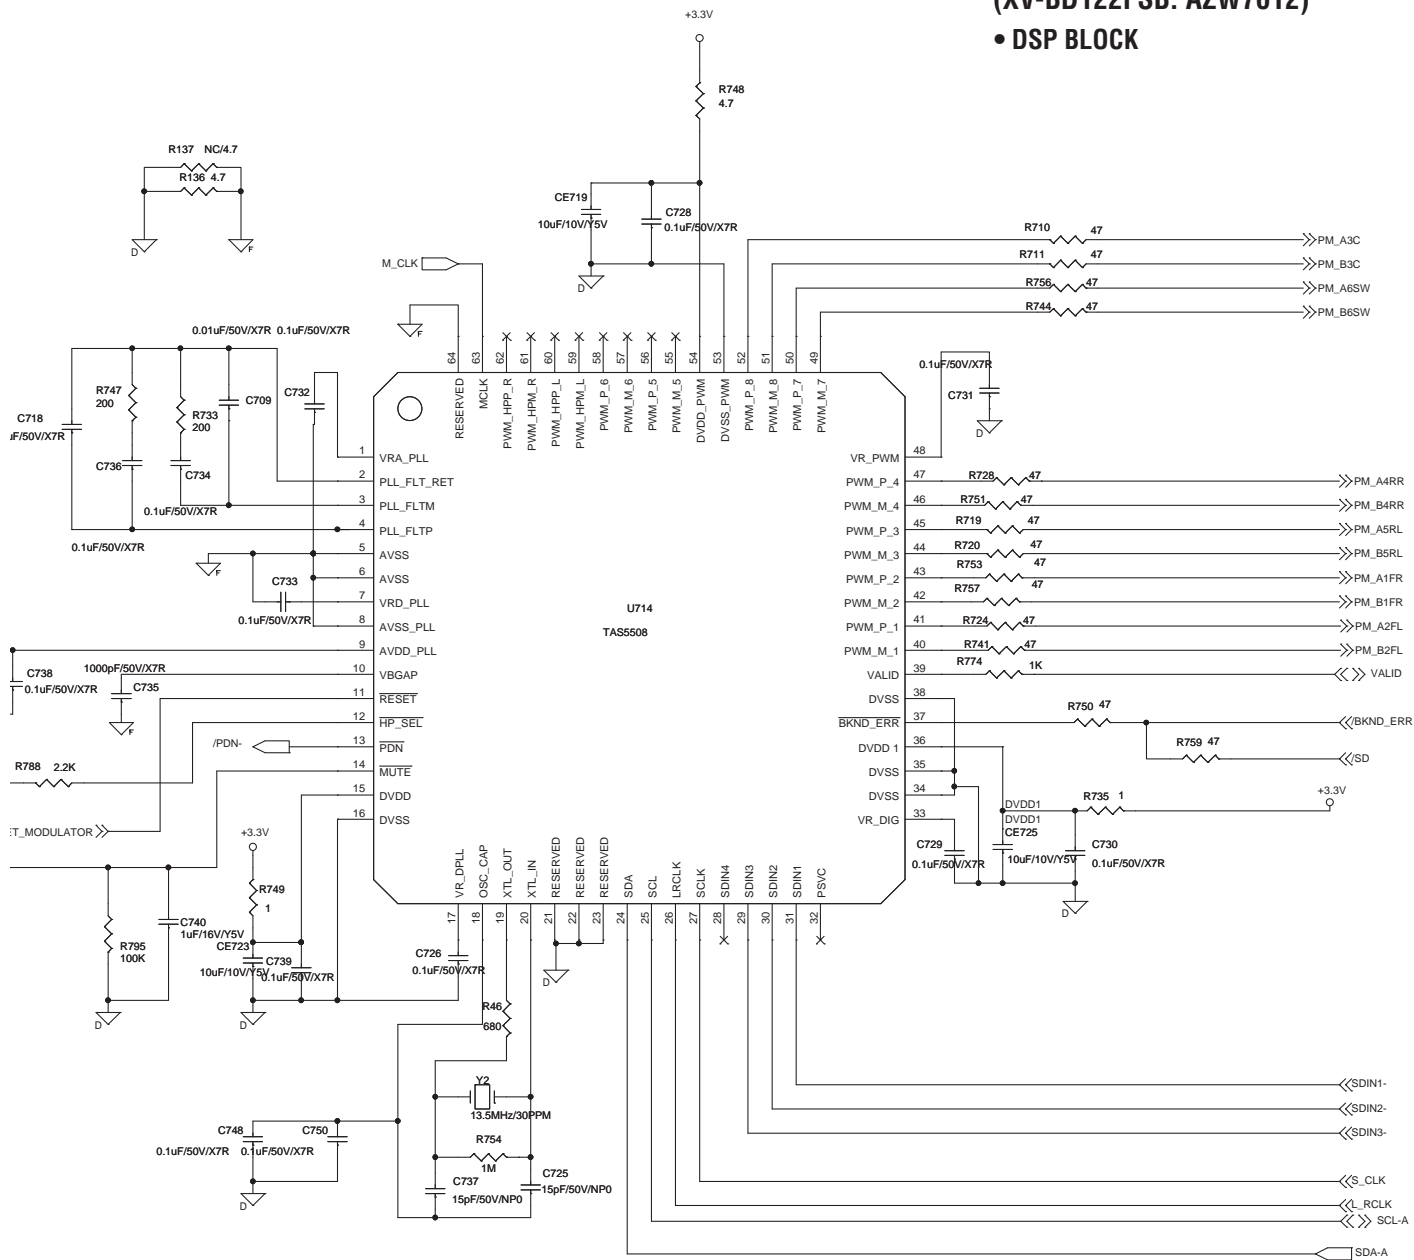 (XV-BD122FSB: AZW7612)
• DSP BLOCK
+3.3V
R748
4.7
R137 NC/4.7
R136 4.7
D
F
CE719
10uF/10V/Y5V
C728
0.1uF/50V/X7R
D
M_CLK
F
R710 47
PM_A3C
R711 47
PM_B3C
R756 47
PM_A6SW
R744 47
PM_B6SW
0.01uF/50V/X7R 0.1uF/50V/X7R
R747
200
R733
200
C709
C732
C718
C736
C734
0.1uF/50V/X7R
0.1uF/50V/X7R
0.1uF/50V/X7R
C731
D
64 63 62 61 60 59 58 57 56 55 54 53 52 51 50 49
RESERVED
MCLK
PWM_HPP_R
PWM_HPM_R
PWM_HPP_L
PWM_HPM_L
PWM_P_6
PWM_M_6
PWM_P_5
PWM_M_5
DVDD_PWM
DVSS_PWM
PWM_P_8
PWM_M_8
PWM_P_7
PWM_M_7
1 VRA_PLL
2 PLL_FLT_RET
3 PLL_FLTM
4 PLL_FLTP
5 AVSS
6 AVSS
7 VRD_PLL
8 AVSS_PLL
9 AVDD_PLL
10 VBGAP
11 RESET
12 HP_SEL
13 PDN
14 MUTE
15 DVDD
16 DVSS
F
C733
0.1uF/50V/X7R
U714
TAS5508
VR_PWM 48
PWM_P_4 47 R728 47 PM_A4RR
PWM_M_4 46 R751 47 PM_B4RR
PWM_P_3 45 R719 47 PM_A5RL
PWM_M_3 44 R720 47 PM_B5RL
PWM_P_2 43 R753 47 PM_A1FR
PWM_M_2 42 R757 47 PM_B1FR
PWM_P_1 41 R724 47 PM_A2FL
PWM_M_1 40 R741 47 PM_B2FL
VALID 39 R774 1K VALID
DVSS 38
BKND_ERR 37 R750 47 /BKND_ERR
DVDD 1 36
DVSS 35
DVSS 34
VR_DIG 33
R759 47 /SD
C738
0.1uF/50V/X7R
1000pF/50V/X7R
C735
F
/PDN-
R788 2.2K
ET_MODULATOR
+3.3V
R749
1
C740
1uF/16V/Y5V
R795
100K
D
CE723
10uF/10V/Y5V
C739
0.1uF/50V/X7R
D
DVDD1
DVDD1
R735 1
+3.3V
CE725
10uF/10V/Y5V
C729
0.1uF/50V/X7R
C730
0.1uF/50V/X7R
D
VR_DPLL
OSC_CAP
XTL_OUT
XTL_IN
RESERVED
RESERVED
RESERVED
SDA
SCL
LRCLK
SCLK
SDIN4
SDIN3
SDIN2
SDIN1
PSVC
17 18 19 20 21 22 23 24 25 26 27 28 29 30 31 32
C726
0.1uF/50V/X7R
D
R46
680
Y2
13.5MHz/30PPM
R754
1M
C737
15pF/50V/NP0
C725
15pF/50V/NP0
C748
0.1uF/50V/X7R
C750
0.1uF/50V/X7R
D
SDIN1-
SDIN2-
SDIN3-
S_CLK
L_RCLK
SCL-A
SDA-A